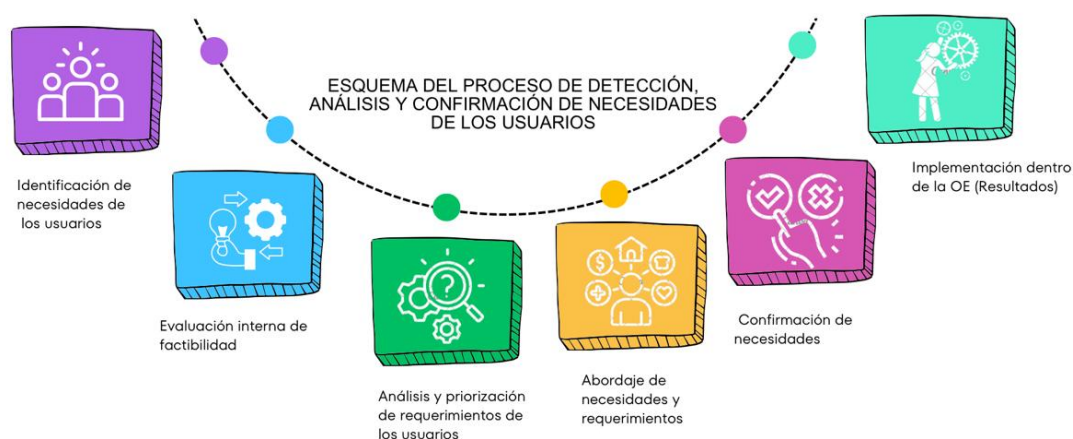 ESQUEMA DEL PROCESO DE DETECCIÓN,
ANÁLISIS Y CONFIRMACIÓN DE NECESIDADES
DE LOS USUARIOS
Identificación de
necesidades de
los usuarios
Evaluación interna de
factibilidad
Análisis y priorización
de requerimientos de
los usuarios
Abordaje de
necesidades y
requerimientos
Confirmación de
necesidades
Implementación dentro
de la OE (Resultados)